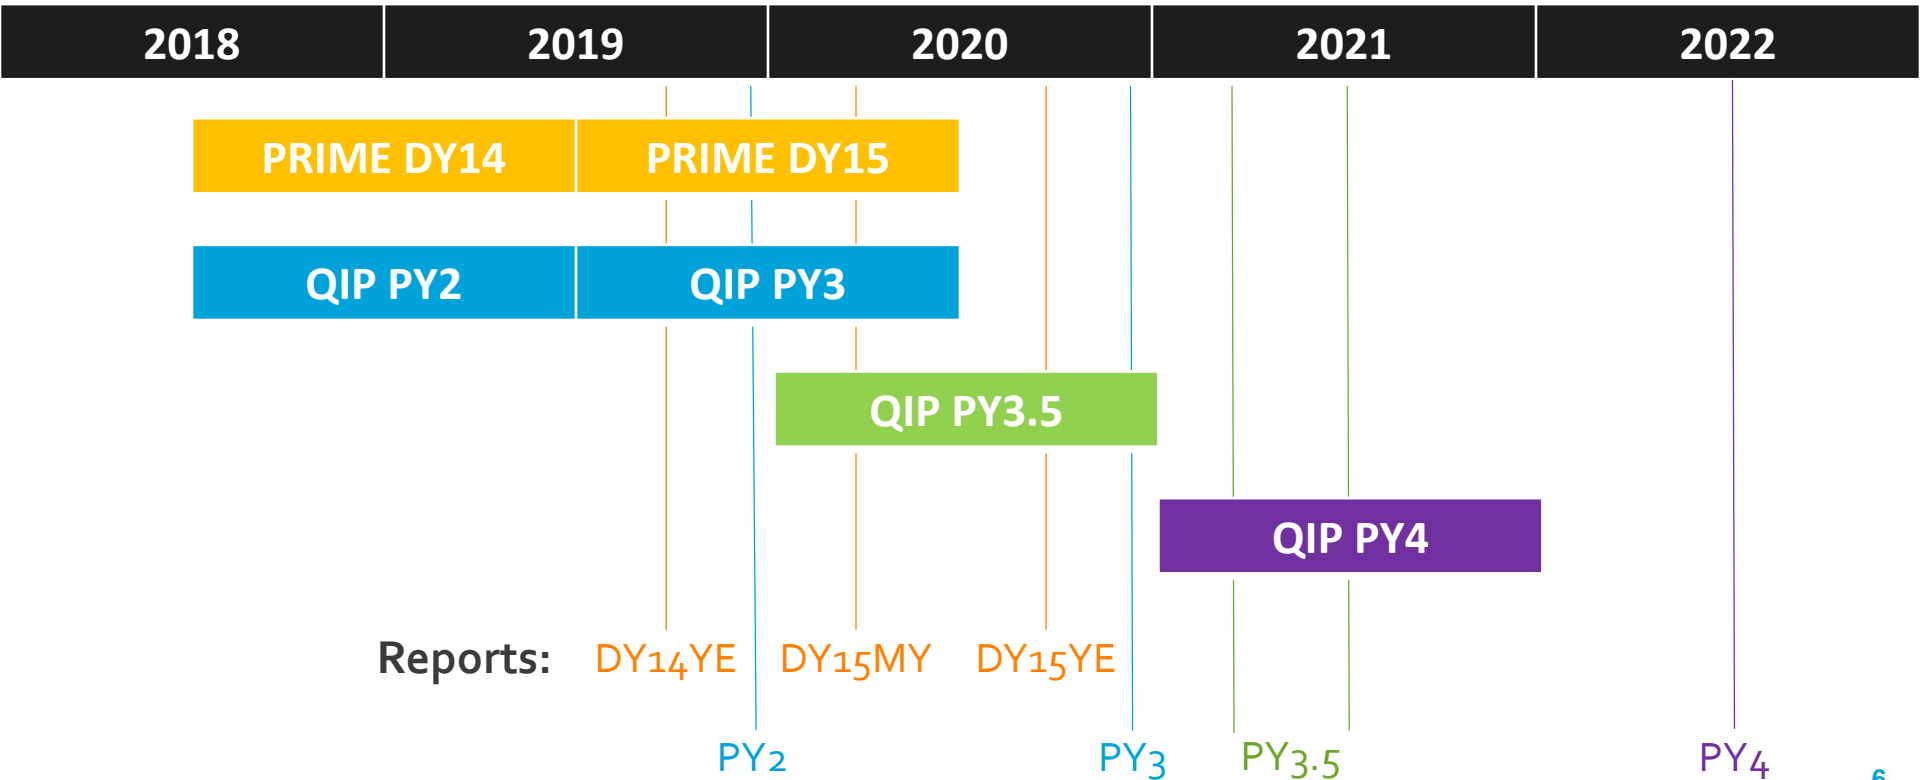 2018 2019 2020 2021 2022
PRIME DY14 PRIME DY15
QIP PY2 QIP PY3
QIP PY3.5
QIP PY4
Reports: DY14YE DY15MY DY15YE
PY2 PY3 PY3.5 PY4
6